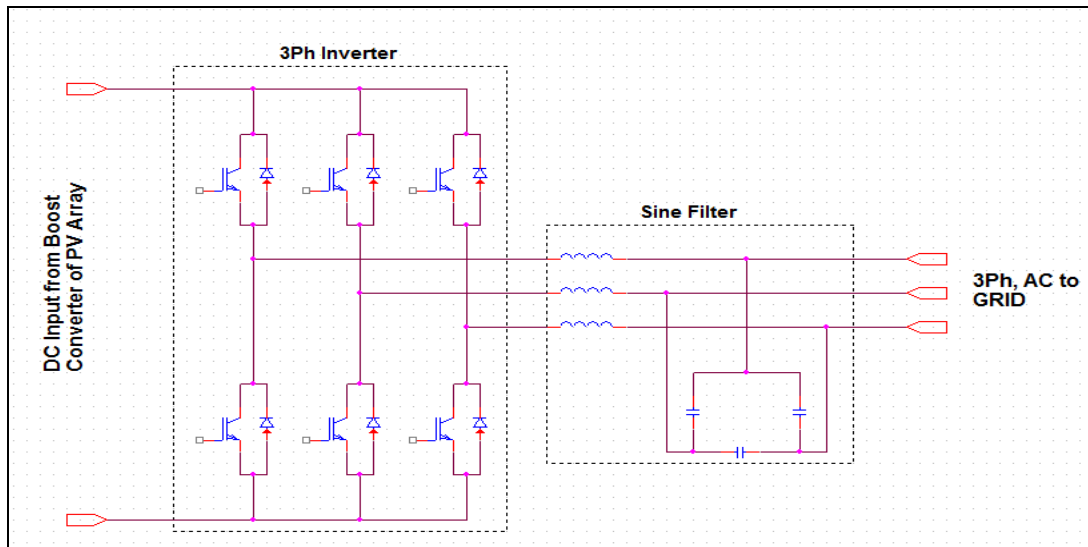 3Ph Inverter
DC Input from Boost
Converter of PV Array
Sine Filter
3Ph, AC to
GRID